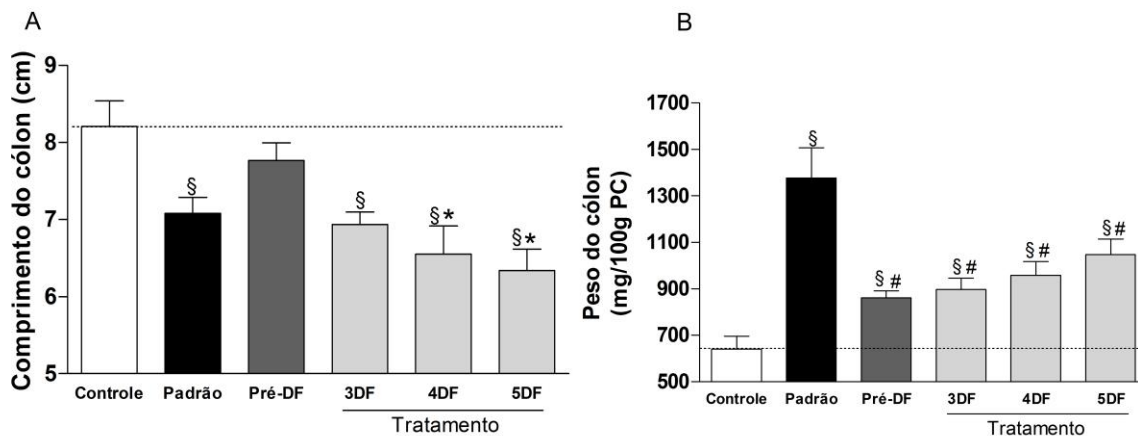 A
Comprimento do cólon (cm)
9
8
7
6
5
§
§
§*
§*
Controle Padrão Pré-DF 3DF 4DF 5DF
Tratamento
B
Peso do cólon
(mg/100g PC)
1700
1500
1300
1100
900
700
500
§
§#
§#
§#
§#
Controle Padrão Pré-DF 3DF 4DF 5DF
Tratamento